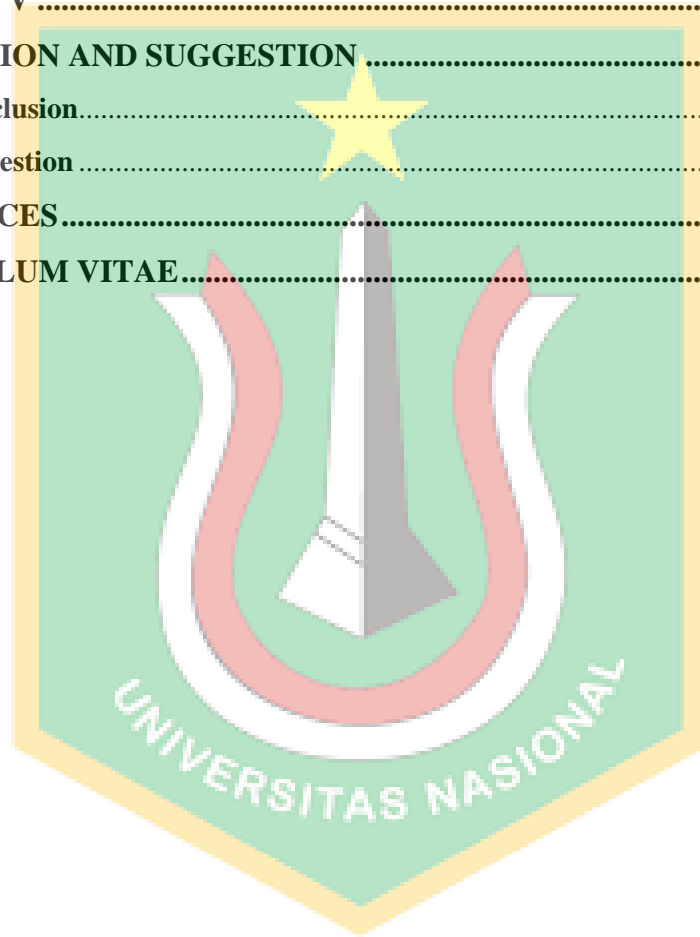 V ........................................................................
ION AND SUGGESTION ........................................................
clusion........................................................................
estion ........................................................................
CES........................................................................
LUM VITAE........................................................................
UNIVERSITAS NASIONAL